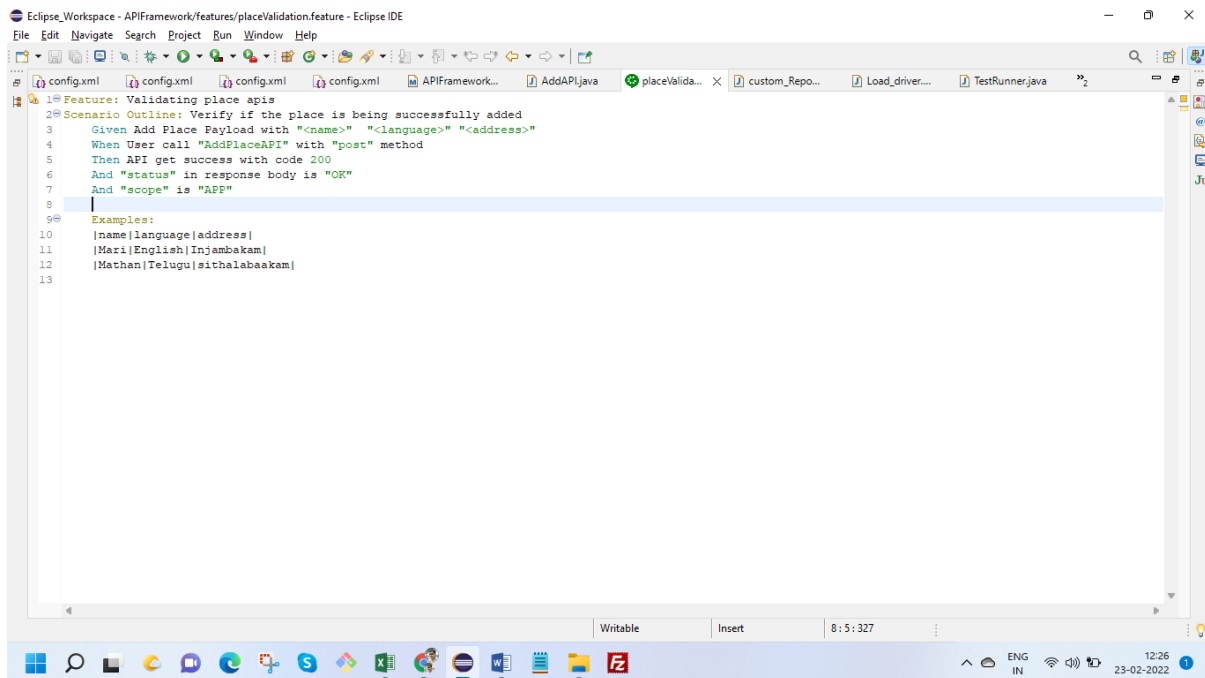 Eclipse_Workspace - APIFramework/features/placeValidation.feature - Eclipse IDE
File Edit Navigate Search Project Run Window Help
config.xml config.xml config.xml config.xml APIFramework... AddAPI.java placeValida... custom_Repo... Load_driver.... TestRunner.java »2
1 Feature: Validating place apis
2 Scenario Outline: Verify if the place is being successfully added
3 Given Add Place Payload with "<name>" "<language>" "<address>"
4 When User call "AddPlaceAPI" with "post" method
5 Then API get success with code 200
6 And "status" in response body is "OK"
7 And "scope" is "APP"
8
9 Examples:
10 |name|language|address|
11 |Mari|English|Injambakam|
12 |Mathan|Telugu|sithalabaakam|
13
Writable Insert 8 : 5 : 327
ENG 12:26
IN 23-02-2022 1